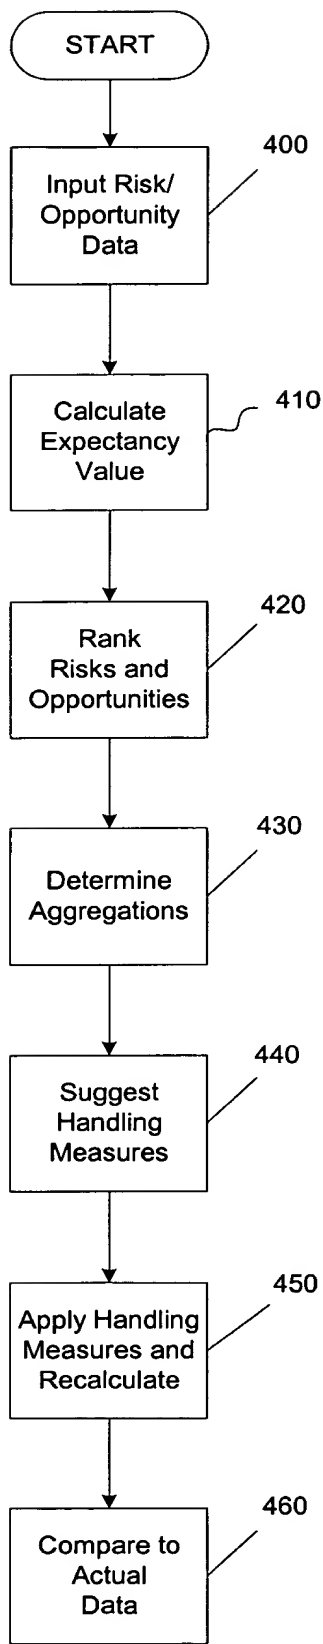 START
400
Input Risk/
Opportunity
Data
410
Calculate
Expectancy
Value
420
Rank
Risks and
Opportunities
430
Determine
Aggregations
440
Suggest
Handling
Measures
450
Apply Handling
Measures and
Recalculate
460
Compare to
Actual
Data